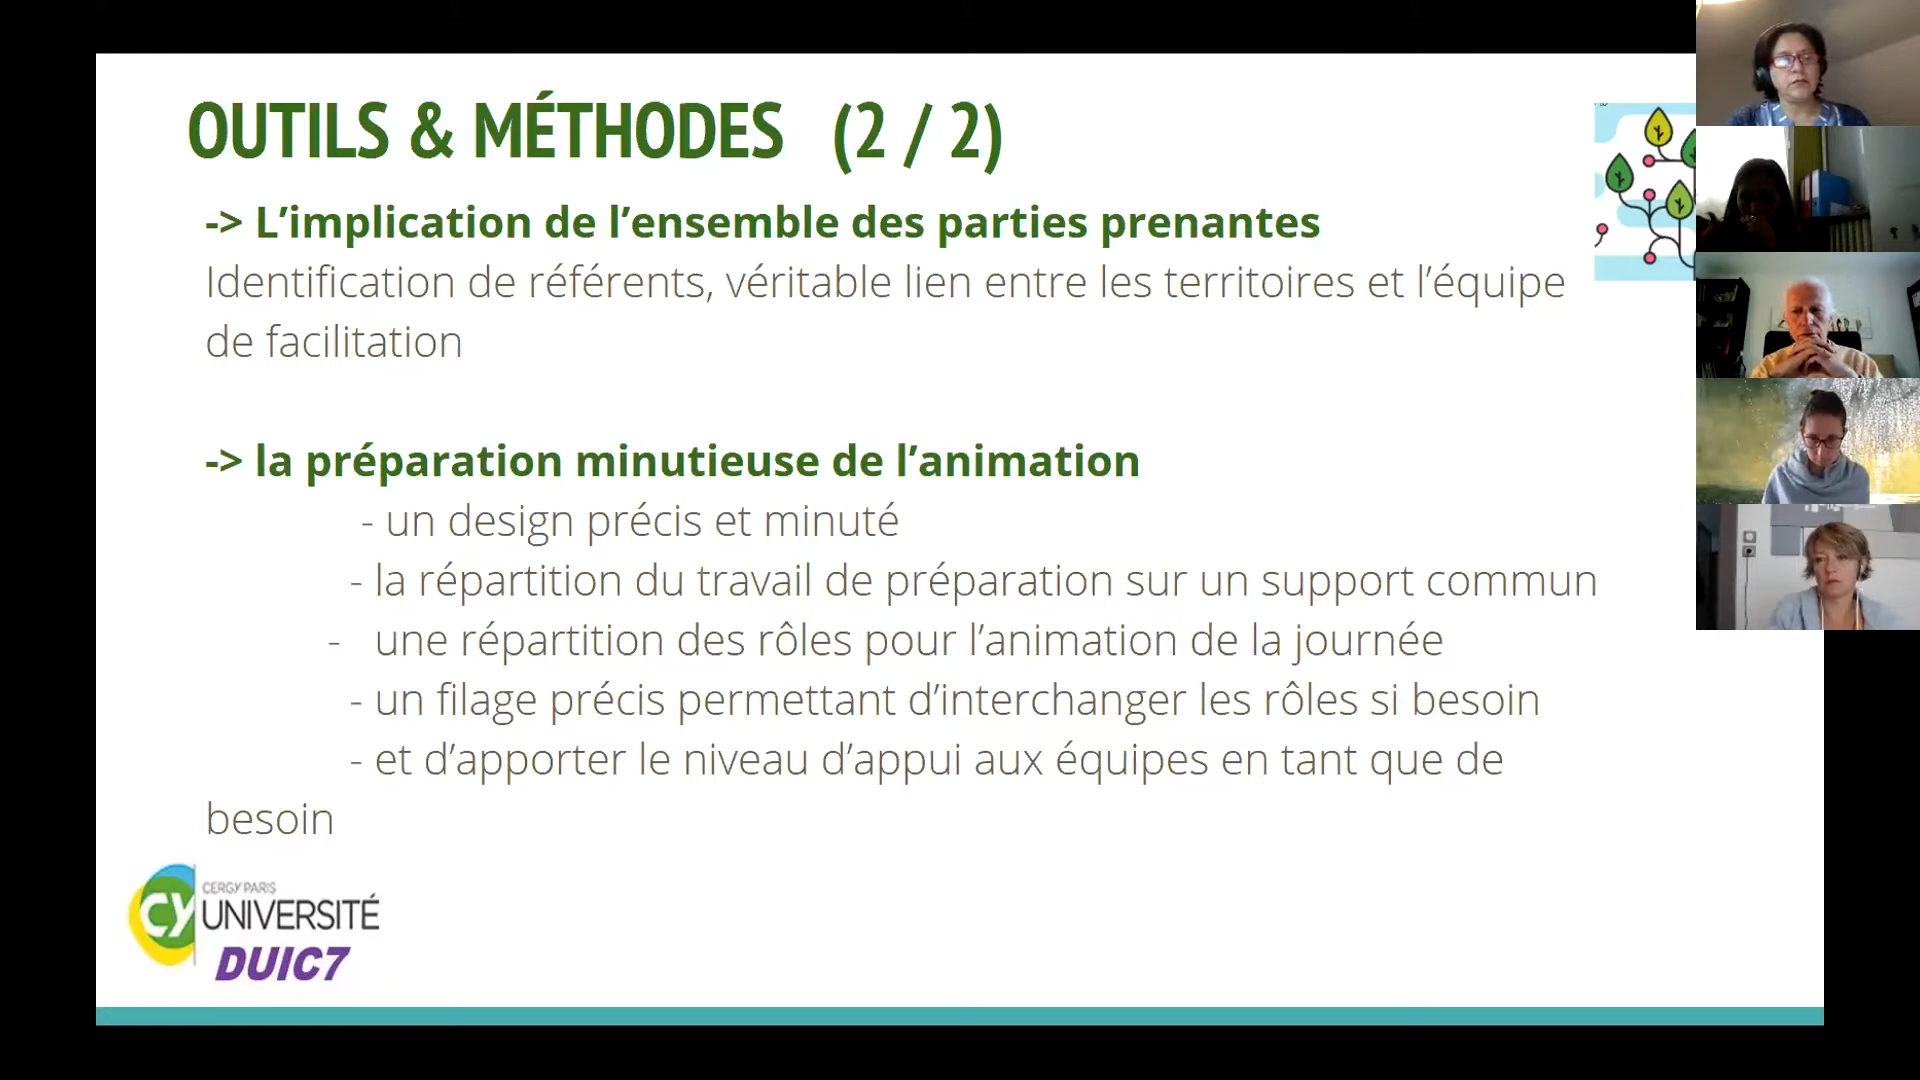 OUTILS & MÉTHODES (2 / 2)
-> L’implication de l’ensemble des parties prenantes
Identification de référents, véritable lien entre les territoires et l’équipe
de facilitation
-> la préparation minutieuse de l’animation
- un design précis et minuté
- la répartition du travail de préparation sur un support commun
- une répartition des rôles pour l’animation de la journée
- un filage précis permettant d’interchanger les rôles si besoin
- et d’apporter le niveau d’appui aux équipes en tant que de
besoin
CY
CERGY PARIS
UNIVERSITÉ
DUIC7